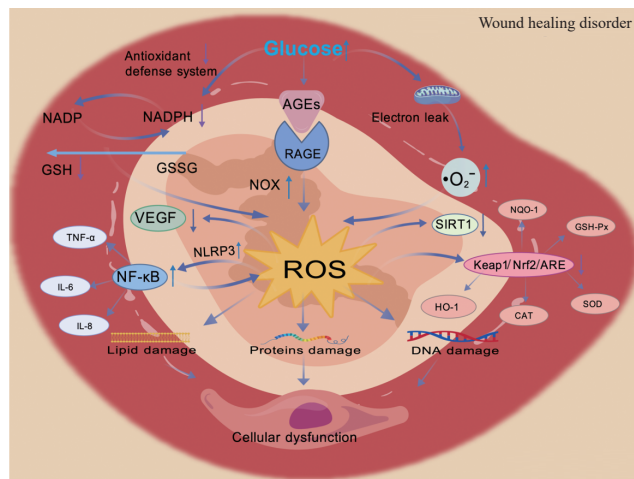 Wound healing disorder
Glucose
Antioxidant
defense system
AGEs
Electron leak
NADP
NADPH
RAGE
GSH
GSSG
NOX
•O₂⁻
VEGF
SIRT1
NQO-1
GSH-Px
TNF-α
NLRP3
NF-κB
ROS
Keap1/ Nrf2/ARE
IL-6
IL-8
HO-1
CAT
SOD
Lipid damage
Proteins damage
DNA damage
Cellular dysfunction